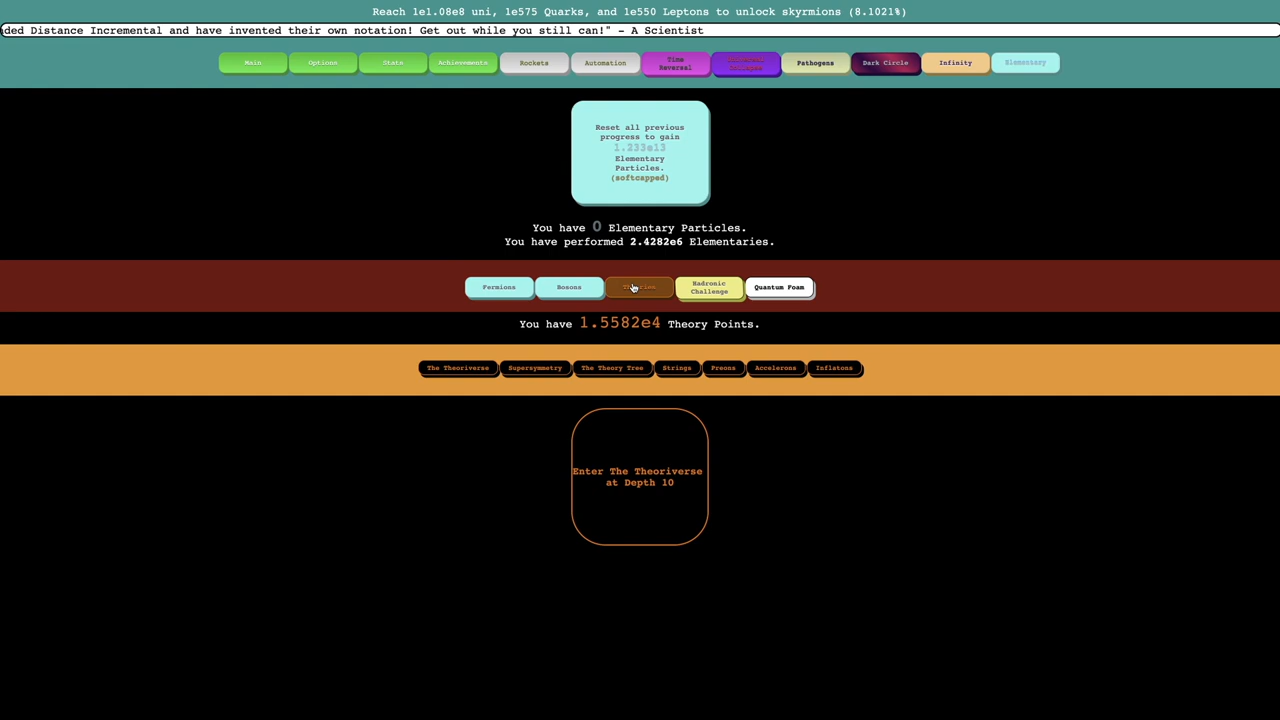 Reach 1e1.08e8 uni, 1e575 Quarks, and 1e550 Leptons to unlock skyrmions (8.1021%)
ded Distance Incremental and have invented their own notation! Get out while you still can!" - A Scientist
Main
Options
Stats
Achievements
Rockets
Automation
Time
Reversal
Universal
Collapse
Pathogens
Dark Circle
Infinity
Elementary
Reset all previous
progress to gain
1.233e13
Elementary
Particles.
(softcapped)
You have 0 Elementary Particles.
You have performed 2.4282e6 Elementaries.
Fermions
Bosons
Theories
Hadronic
Challenge
Quantum Foam
You have 1.5582e4 Theory Points.
The Theoriverse
Supersymmetry
The Theory Tree
Strings
Preons
Accelerons
Inflatons
Enter The Theoriverse
at Depth 10